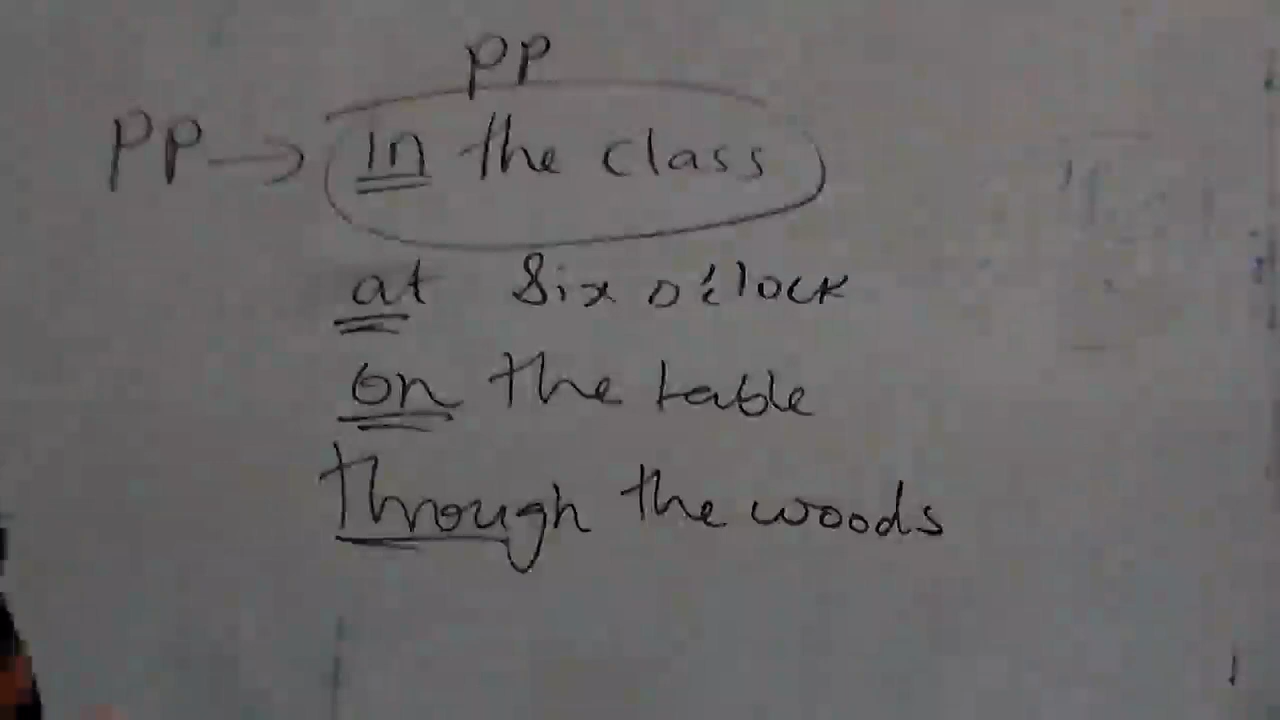 PP
PP → in the class
at six o'clock
on the table
through the woods